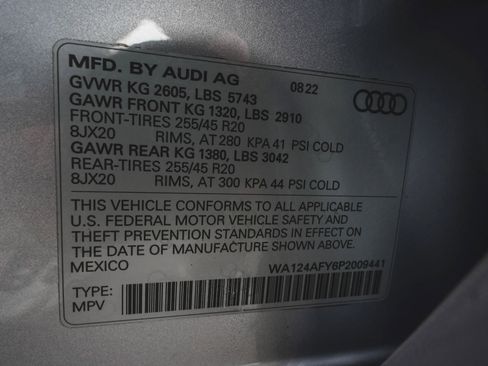 MFD. BY AUDI AG 08.22
GVWR KG 2605, LBS 5743
GAWR FRONT KG 1320, LBS 2910
FRONT-TIRES 255/45 R20
8JX20 RIMS, AT 280 KPA 41 PSI COLD
GAWR REAR KG 1380, LBS 3042
REAR-TIRES 255/45 R20
8JX20 RIMS, AT 300 KPA 44 PSI COLD
THIS VEHICLE CONFORMS TO ALL APPLICABLE
U.S. FEDERAL MOTOR VEHICLE SAFETY AND
THEFT PREVENTION STANDARDS IN EFFECT ON
THE DATE OF MANUFACTURE SHOWN ABOVE.
MEXICO WA124AFY6P2009441
TYPE:
MPV